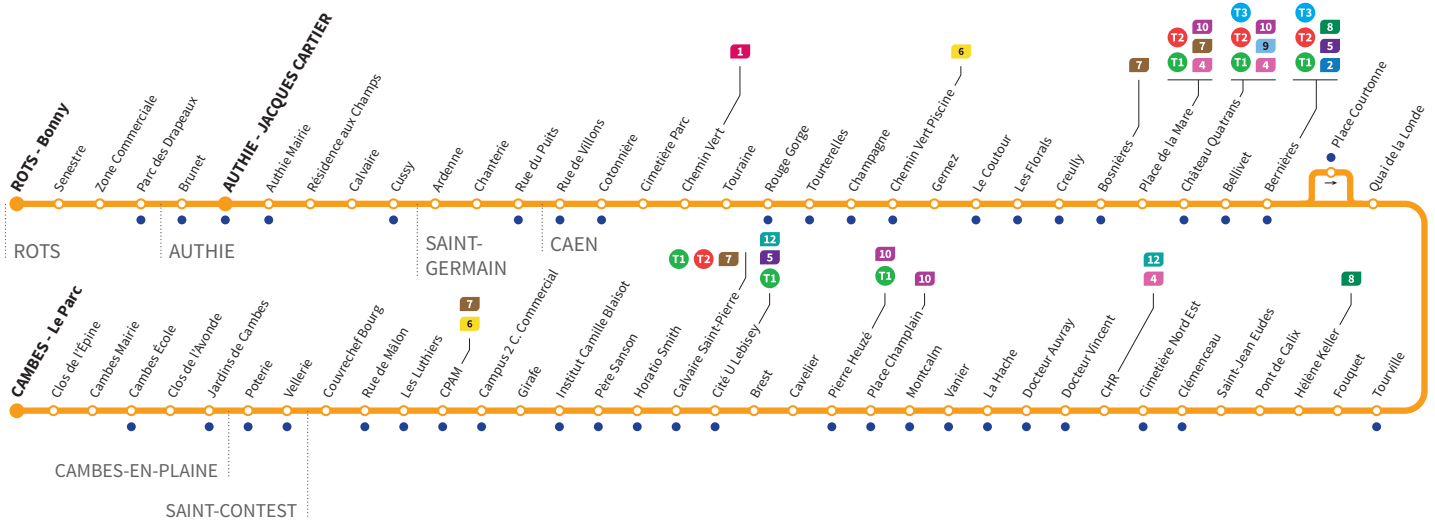 ROTS - Bonny
Senestre
Zone Commerciale
Parc des Drapeaux
Brunet
AUTHIE - JACQUES CARTIER
Authie Mairie
Résidence aux Champs
Calvaire
Cussy
Ardenne
Chanterie
Rue du Puits
Rue de Villons
Cotonnière
Cimetière Parc
Chemin Vert
1
Touraine
Rouge Gorge
Tourterelles
Champagne
Chemin Vert Piscine
6
Gernez
Le Coutour
Les Florals
Creully
Bosnières
7
Place de la Mare
T2
T1
10
7
4
Château Quatrans
T3
T2
T1
10
9
4
Bellivet
Bernières
T3
T2
T1
8
5
2
Place Courtonne
→
Quai de la Londe
ROTS
AUTHIE
SAINT-
GERMAIN
CAEN
CAMBES - Le Parc
Clos de l'Épine
Cambes Mairie
Cambes École
Clos de l'Avonde
Jardins de Cambes
Poterie
Vellerie
Couvrechef Bourg
Rue de Mâlon
Les Luthiers
CPAM
7
6
Campus 2 C. Commercial
Girafe
Institut Camille Blaisot
Père Sanson
Horatio Smith
Calvaire Saint-Pierre
T1 T2 7
Cité U Lebisey
12
5
T1
Brest
Cavelier
Pierre Heuzé
10
T1
Place Champlain
10
Montcalm
Vanier
La Hache
Docteur Auvray
Docteur Vincent
CHR
12
4
Cimetière Nord Est
Clémenceau
Saint-Jean Eudes
Pont de Calix
Hélène Keller
8
Fouquet
Tourville
CAMBES-EN-PLAINE
SAINT-CONTEST